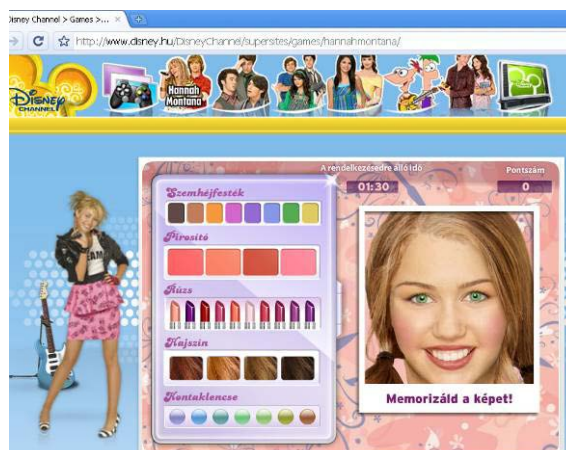 Disney Channel > Games >...
http://www.disney.hu/DisneyChannel/supersites/games/hannahmontana/
Disney
CHANNEL
Hannah
Montana
A rendelkezésedre álló idő
Pontszám
01:30
0
Szemhéjfesték
Pirosító
Rúzs
Hajszín
Kontaktlencse
Memorizáld a képet!